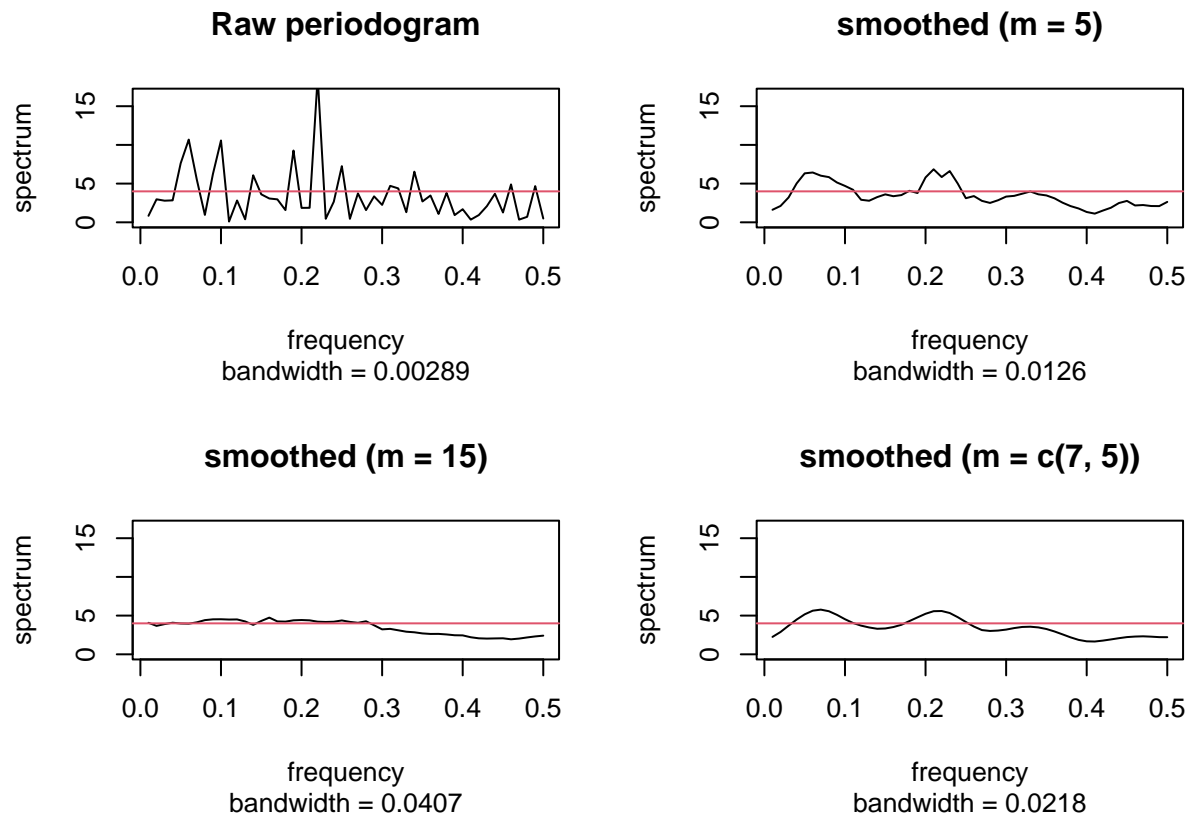 Raw periodogram
spectrum
0 5 15
0.0 0.1 0.2 0.3 0.4 0.5
frequency
bandwidth = 0.00289
smoothed (m = 5)
spectrum
0 5 15
0.0 0.1 0.2 0.3 0.4 0.5
frequency
bandwidth = 0.0126
smoothed (m = 15)
spectrum
0 5 15
0.0 0.1 0.2 0.3 0.4 0.5
frequency
bandwidth = 0.0407
smoothed (m = c(7, 5))
spectrum
0 5 15
0.0 0.1 0.2 0.3 0.4 0.5
frequency
bandwidth = 0.0218